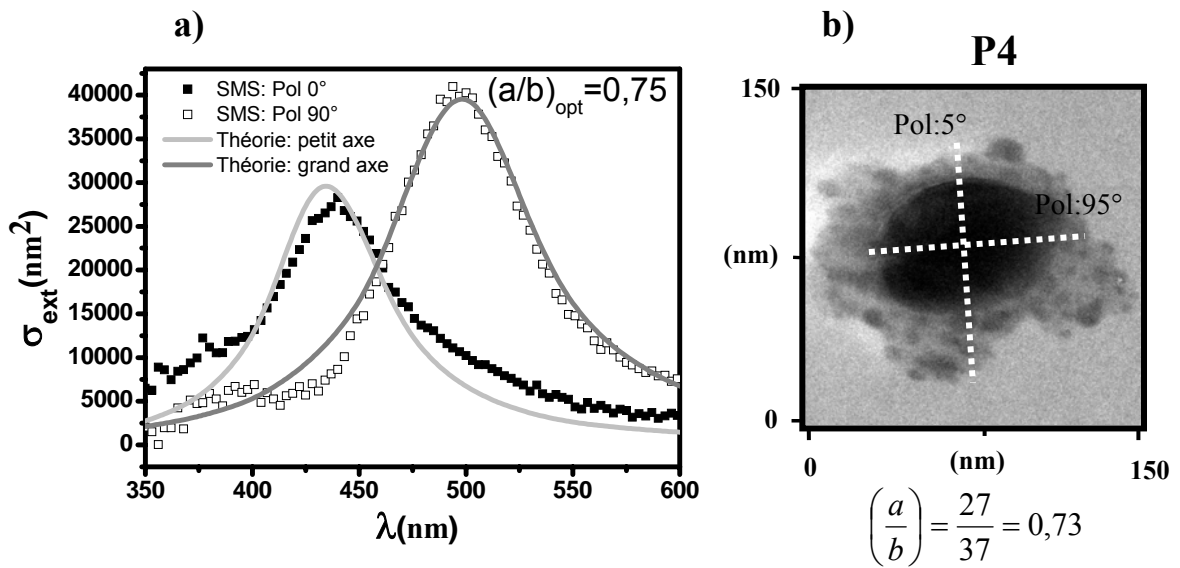 a)
SMS: Pol 0°
SMS: Pol 90°
Théorie: petit axe
Théorie: grand axe
(a/b)opt=0,75
σext(nm²)
40000
35000
30000
25000
20000
15000
10000
5000
0
350 400 450 500 550 600
λ(nm)
b)
P4
150
Pol:5°
Pol:95°
(nm)
0
0 (nm) 150
(a/b) = 27/37 = 0,73